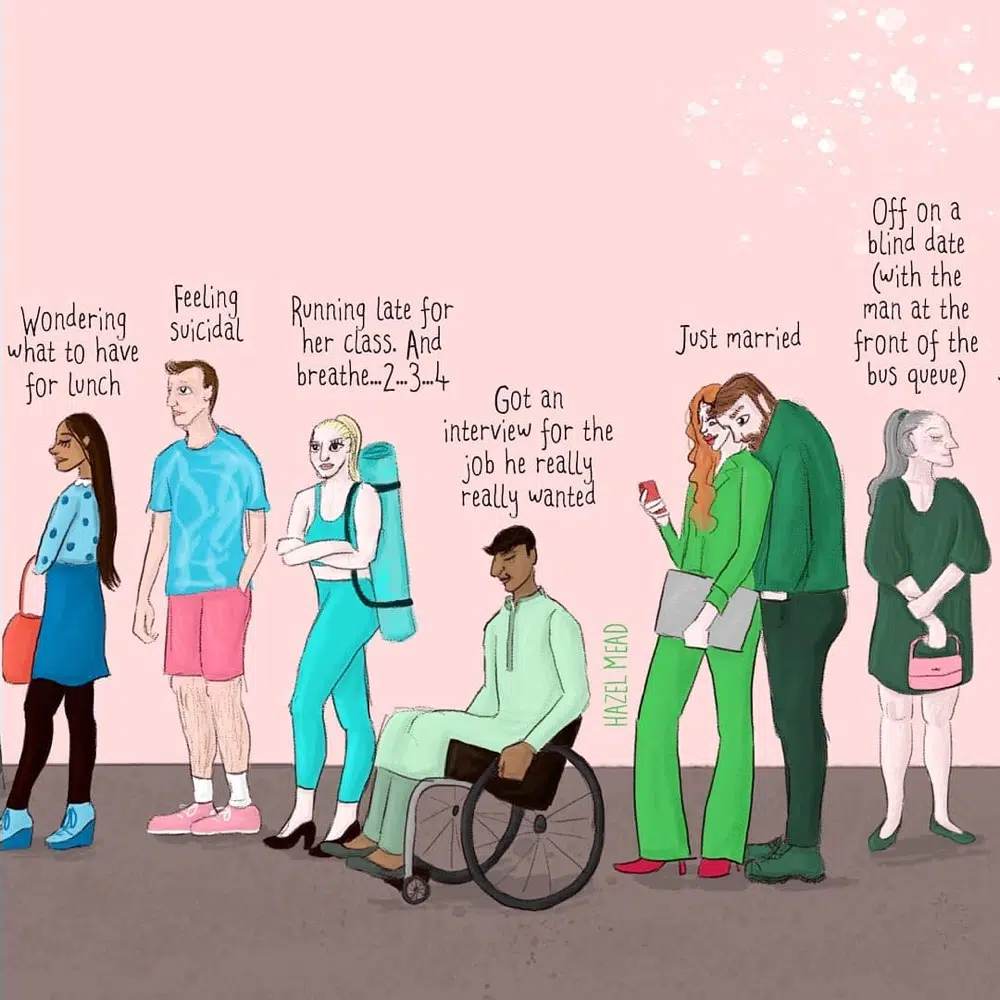 Wondering
what to have
for lunch
Feeling
suicidal
Running late for
her class. And
breathe...2...3...4
Got an
interview for the
job he really
really wanted
Just married
Off on a
blind date
(with the
man at the
front of the
bus queue)
HAZEL MEAD